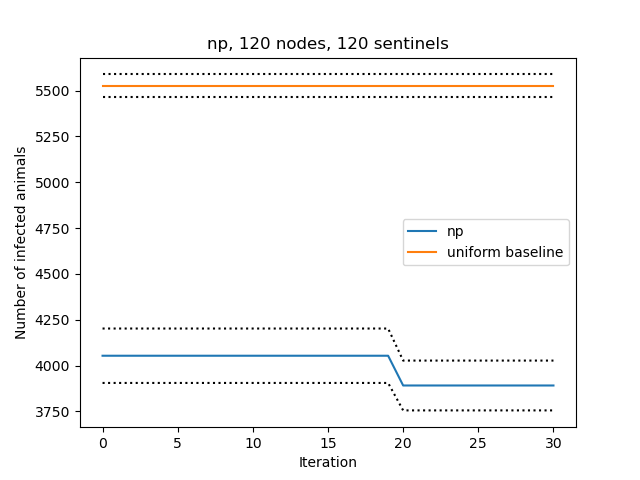 np, 120 nodes, 120 sentinels
Number of infected animals
5500
5250
5000
4750
4500
4250
4000
3750
np
uniform baseline
0 5 10 15 20 25 30
Iteration